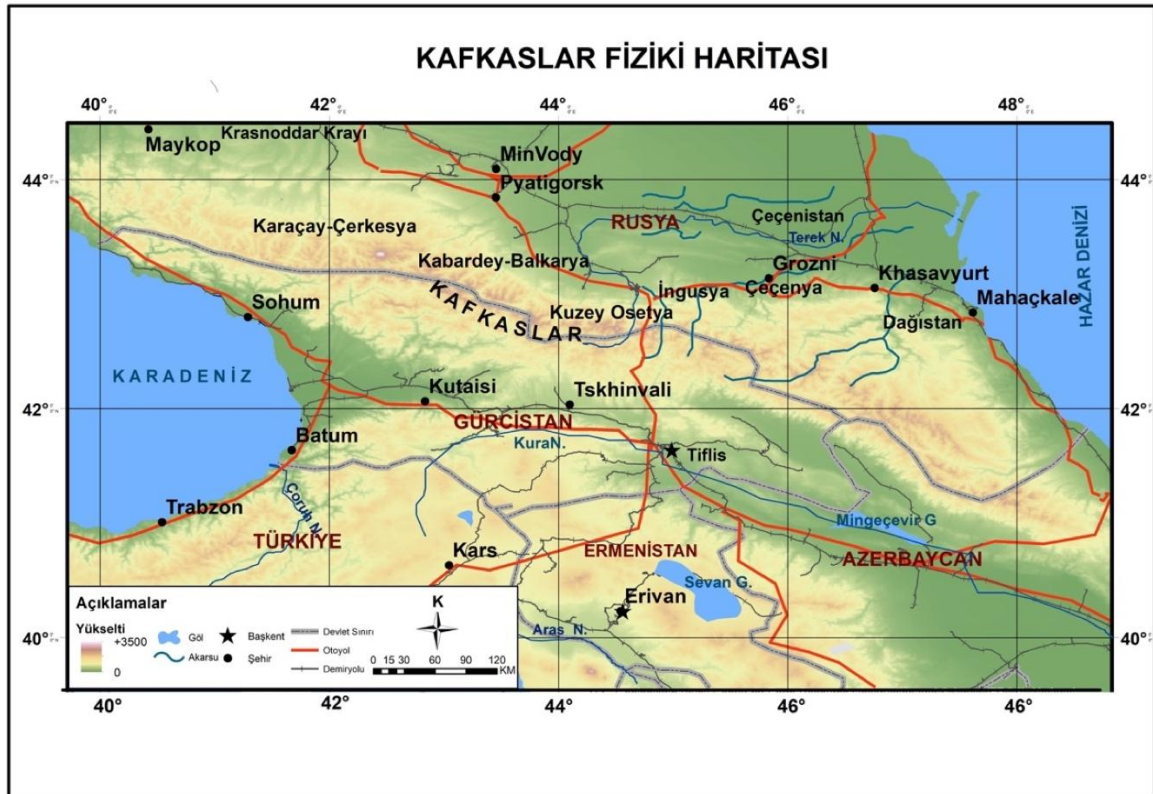 KAFKASLAR FİZİKİ HARİTASI
40° 42° 44° 46° 48°
Krasnoddar Krayı
Maykop
MinVody
44° 44°
Pyatigorsk
Karaçay-Çerkesya
RUSYA
Çeçenistan
Terek N.
HAZAR DENİZİ
Kabardey-Balkarya
Grozni
Khasavyurt
İngusya
Çeçenya
Mahaçkale
Sohum
KAFKASLAR
Kuzey Osetya
Dağıstan
KARADENİZ
Kutaisi
Tskhinvali
42° 42°
GÜRCİSTAN
Batum
KuraN.
Tiflis
Çoruh N.
Trabzon
Mingeçevir G
TÜRKİYE
Kars
ERMENİSTAN
AZERBAYCAN
Sevan G.
Erivan
Aras N.
40° 40°
Açıklamalar
Yükselti
+3500
0
Göl
Akarsu
Başkent
Şehir
Devlet Sınırı
Otoyol
Demiryolu
K
0 15 30 60 90 120
KM
40° 42° 44° 46° 46°